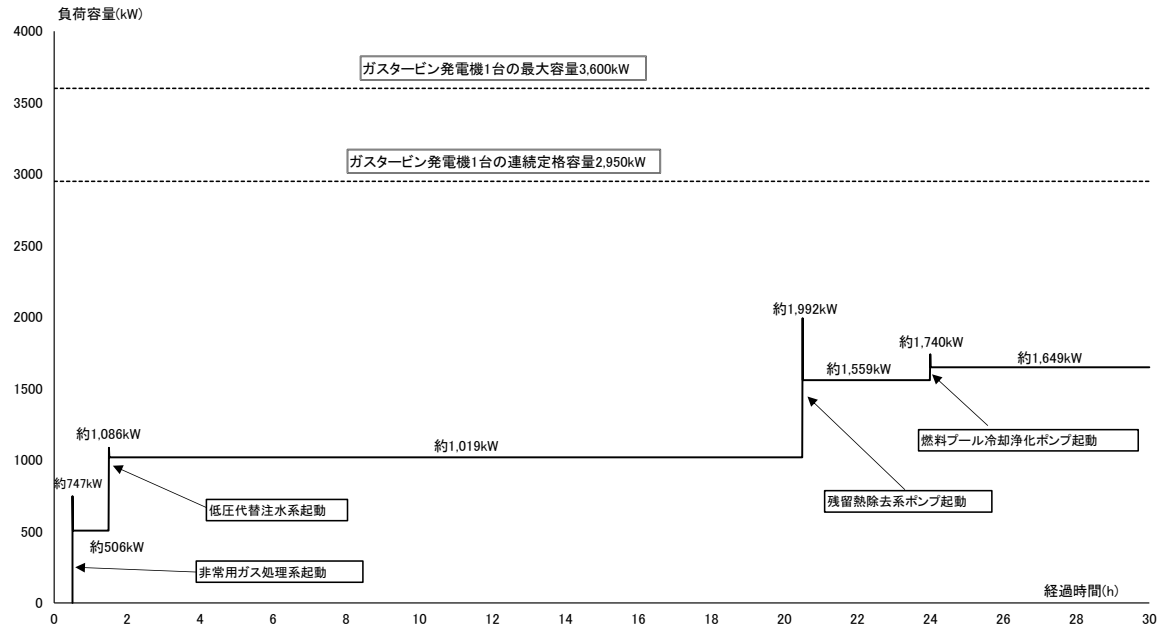 負荷容量(kW)
4000
ガスタービン発電機1台の最大容量3,600kW
3500
ガスタービン発電機1台の連続定格容量2,950kW
3000
2500
2000
約1,992kW
約1,740kW
約1,649kW
約1,559kW
1500
約1,086kW
約1,019kW
燃料プール冷却浄化ポンプ起動
1000
約747kW
低圧代替注水系起動
残留熱除去系ポンプ起動
500
約506kW
非常用ガス処理系起動
経過時間(h)
0
0 2 4 6 8 10 12 14 16 18 20 22 24 26 28 30